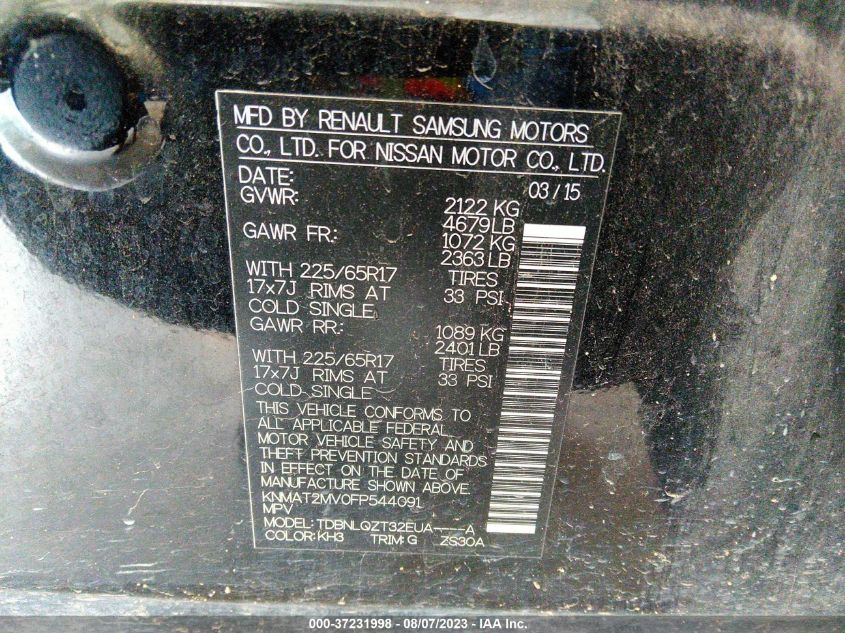 MFD BY RENAULT SAMSUNG MOTORS
CO., LTD. FOR NISSAN MOTOR CO., LTD.
DATE: 03/15
GVWR: 2122 KG
4679LB
GAWR FR.: 1072 KG
2363 LB
WITH 225/65R17 TIRES
17x7J RIMS AT 33 PSI
COLD SINGLE
GAWR RR.: 1089 KG
2401 LB
WITH 225/65R17 TIRES
17x7J RIMS AT 33 PSI
COLD SINGLE
THIS VEHICLE CONFORMS TO
ALL APPLICABLE FEDERAL
MOTOR VEHICLE SAFETY AND
THEFT PREVENTION STANDARDS
IN EFFECT ON THE DATE OF
MANUFACTURE SHOWN ABOVE.
KNMAT2MV0FP544091
MPV
MODEL: TDBNLQZT32EUA----A
COLOR: KH3 TRIM: G ZS30A
000-37231998 - 08/07/2023 - IAA Inc.